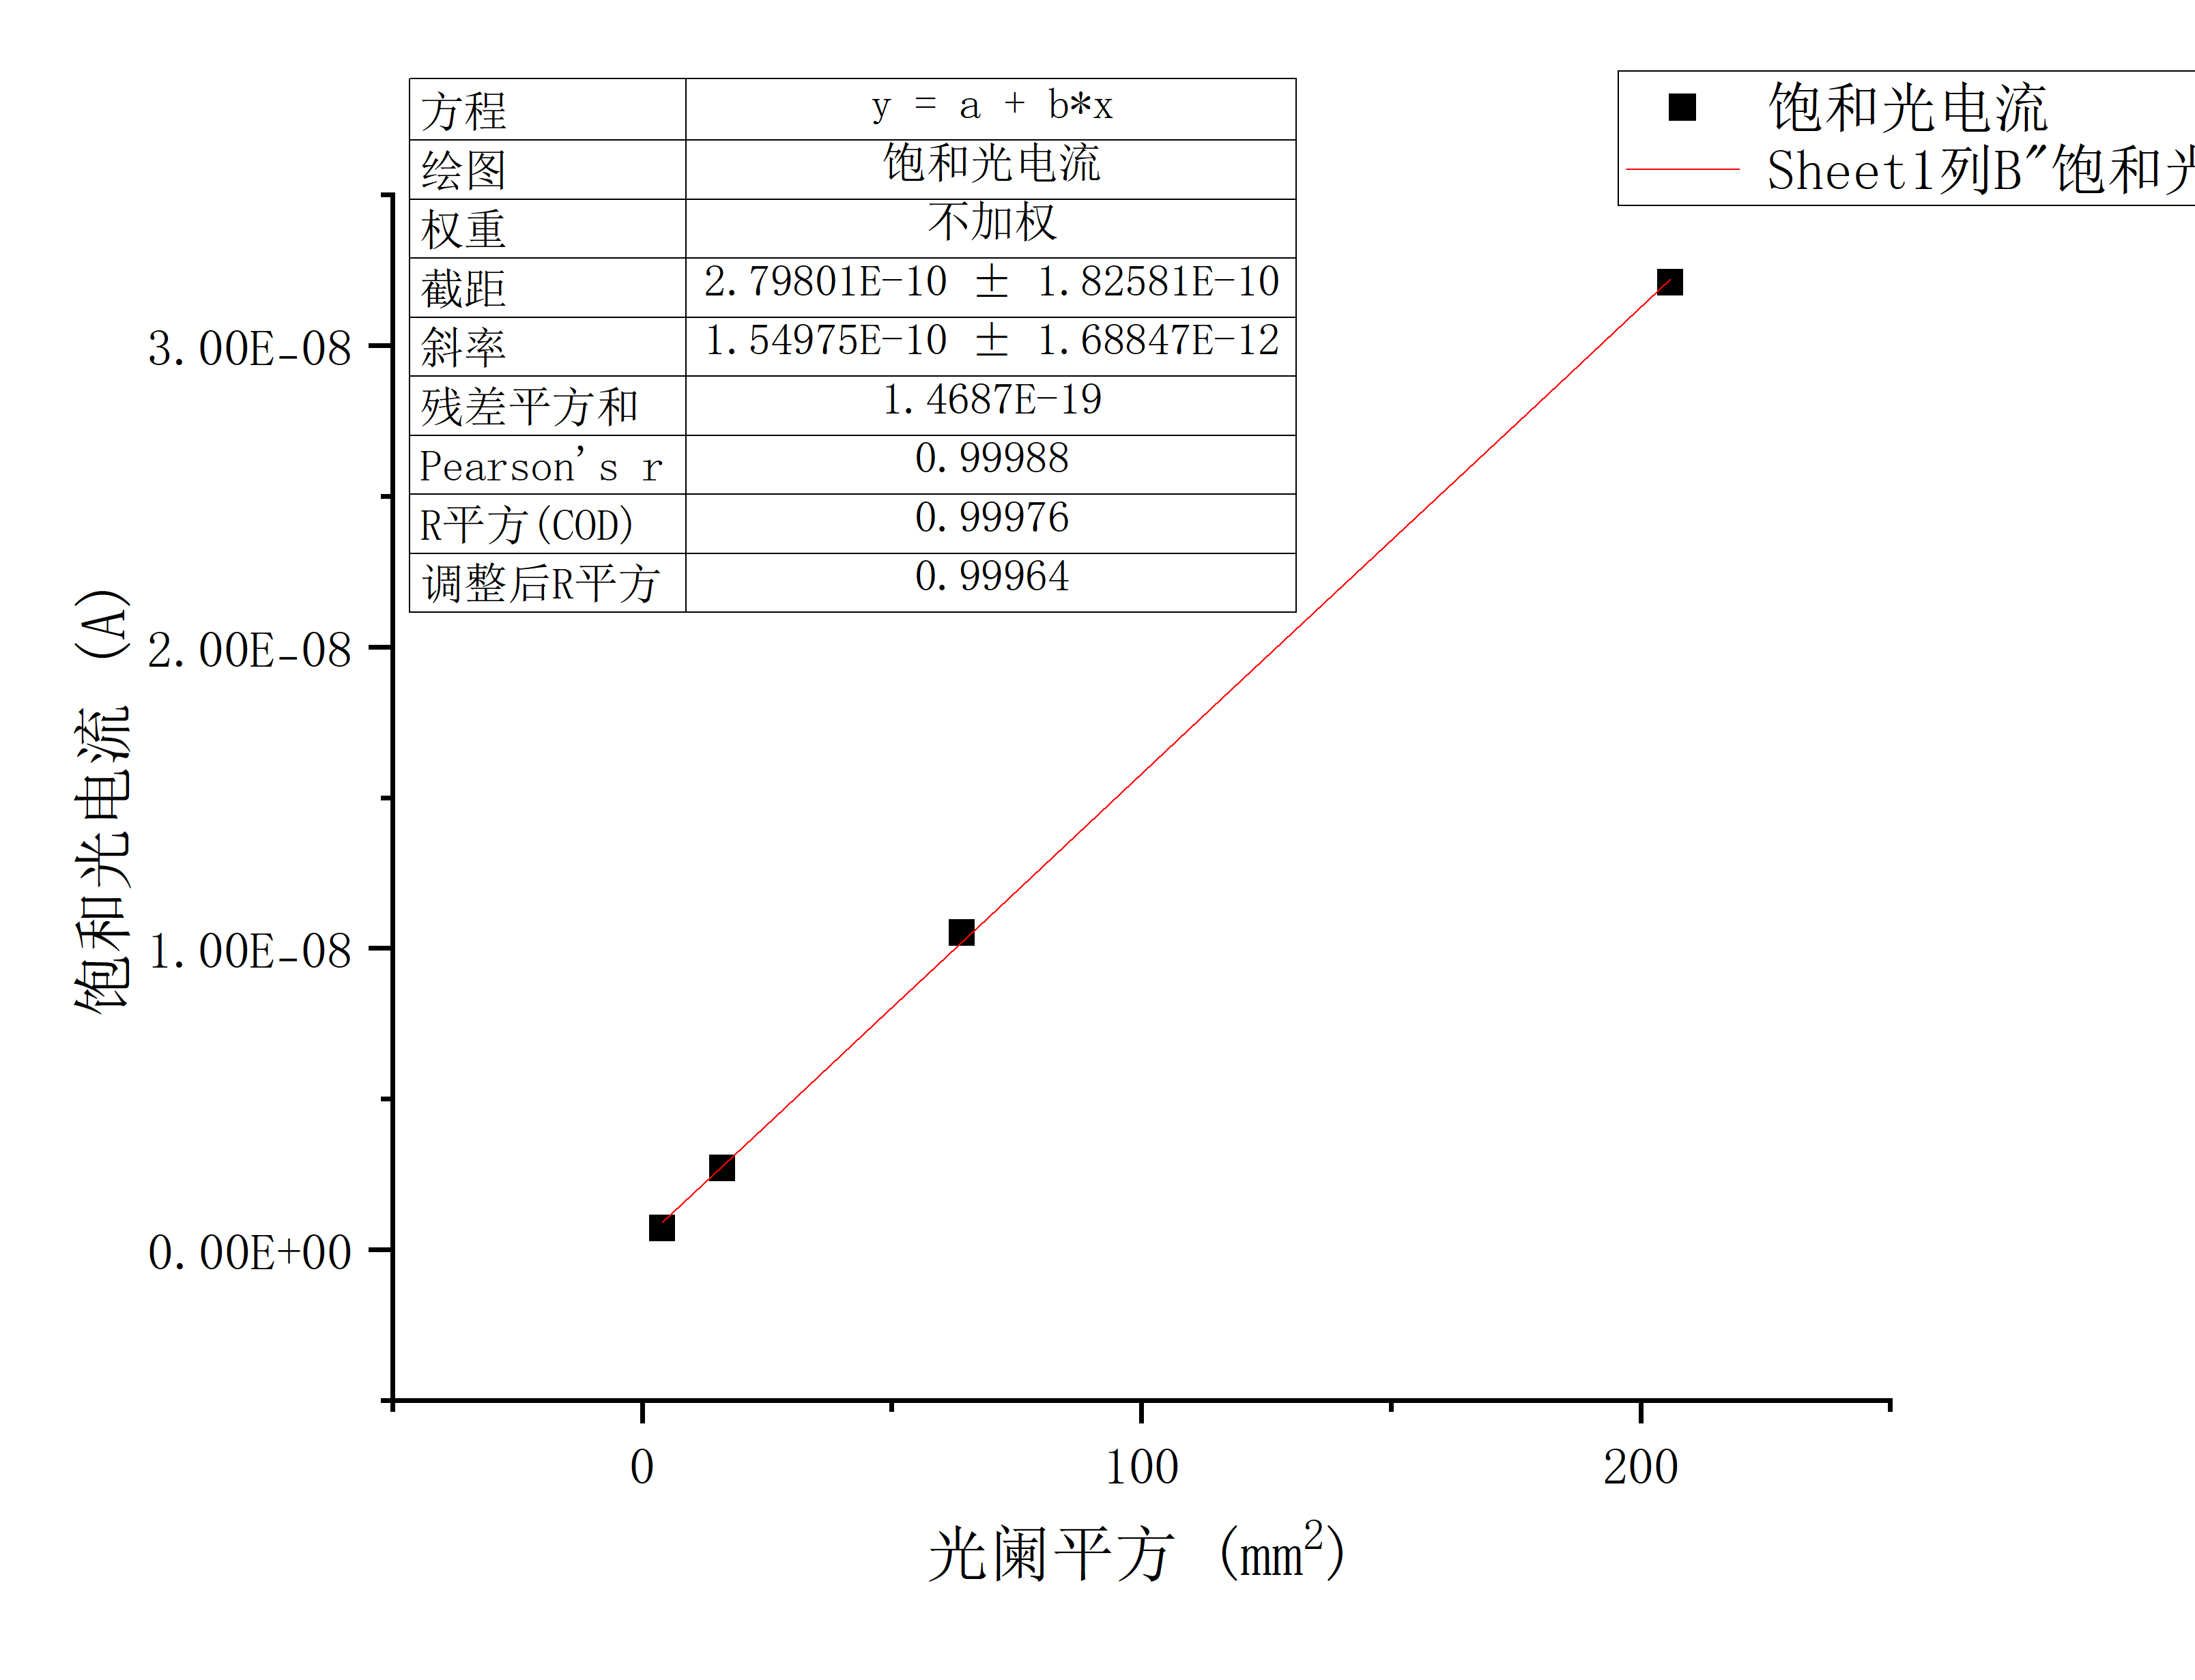 方程 y = a + b*x
绘图 饱和光电流
权重 不加权
截距 2.79801E-10 ± 1.82581E-10
斜率 1.54975E-10 ± 1.68847E-12
残差平方和 1.4687E-19
Pearson's r 0.99988
R平方(COD) 0.99976
调整后R平方 0.99964
饱和光电流
Sheet1列B"饱和光
3.00E-08
2.00E-08
1.00E-08
0.00E+00
饱和光电流 (A)
0 100 200
光阑平方 (mm²)